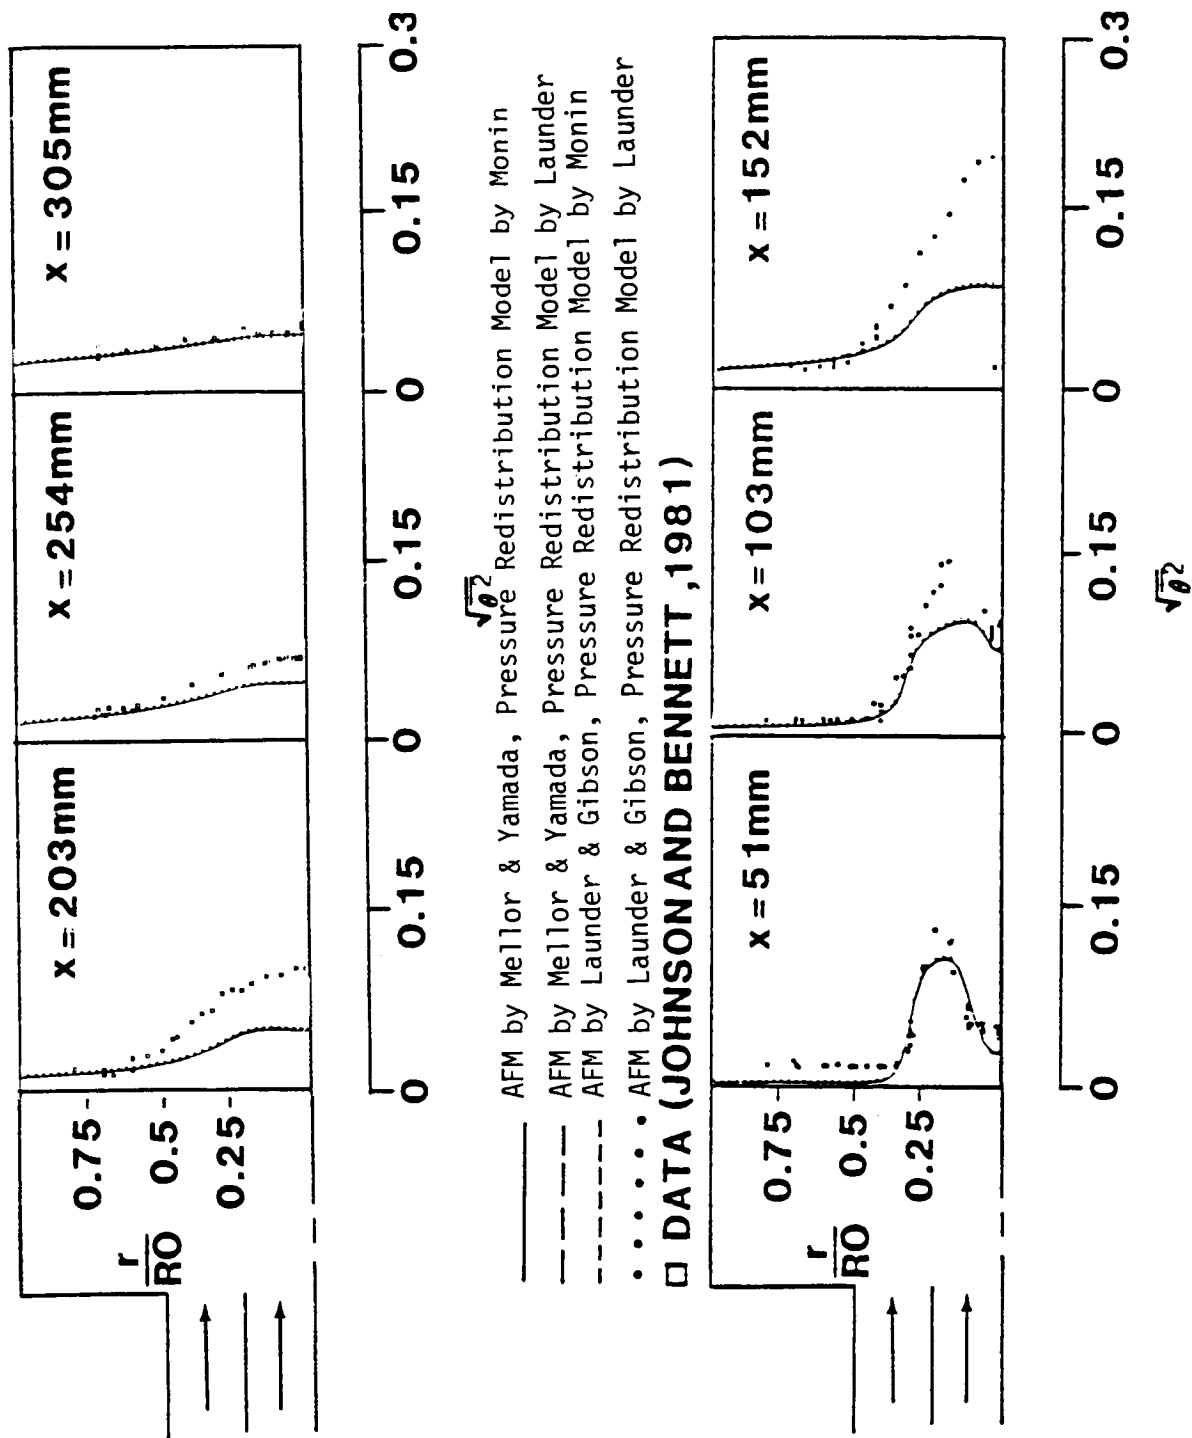 x = 203mm
x = 254mm
x = 305mm
r
RO
0.75
0.5
0.25
0 0.15 0 0.15 0 0.15 0.3
√θ²
AFM by Mellor & Yamada, Pressure Redistribution Model by Monin
AFM by Mellor & Yamada, Pressure Redistribution Model by Launder
AFM by Launder & Gibson, Pressure Redistribution Model by Monin
AFM by Launder & Gibson, Pressure Redistribution Model by Launder
□ DATA (JOHNSON AND BENNETT ,1981)
x = 51mm
x = 103mm
x = 152mm
r
RO
0.75
0.5
0.25
0 0.15 0 0.15 0 0.15 0.3
√θ²